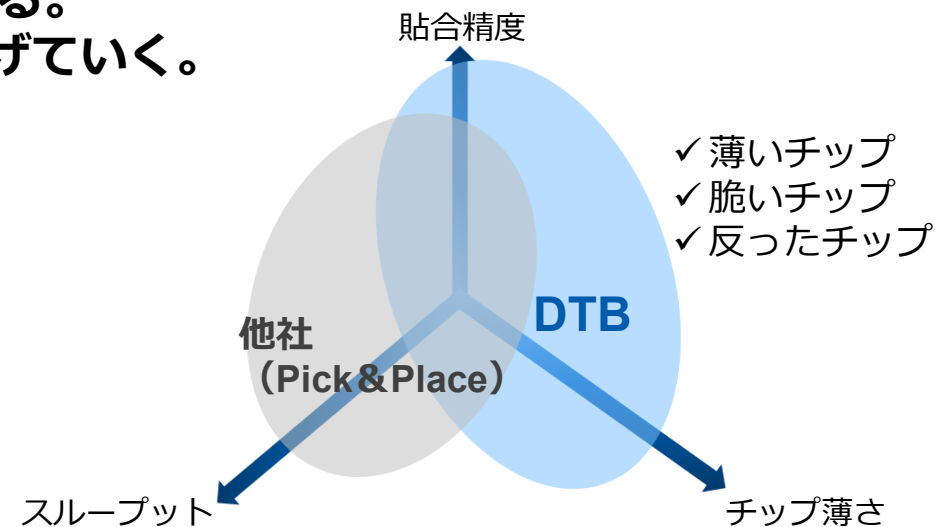 る。
げていく。
貼合精度
✓ 薄いチップ
✓ 脆いチップ
✓ 反ったチップ
DTB
他社
（Pick＆Place）
スループット
チップ薄さ